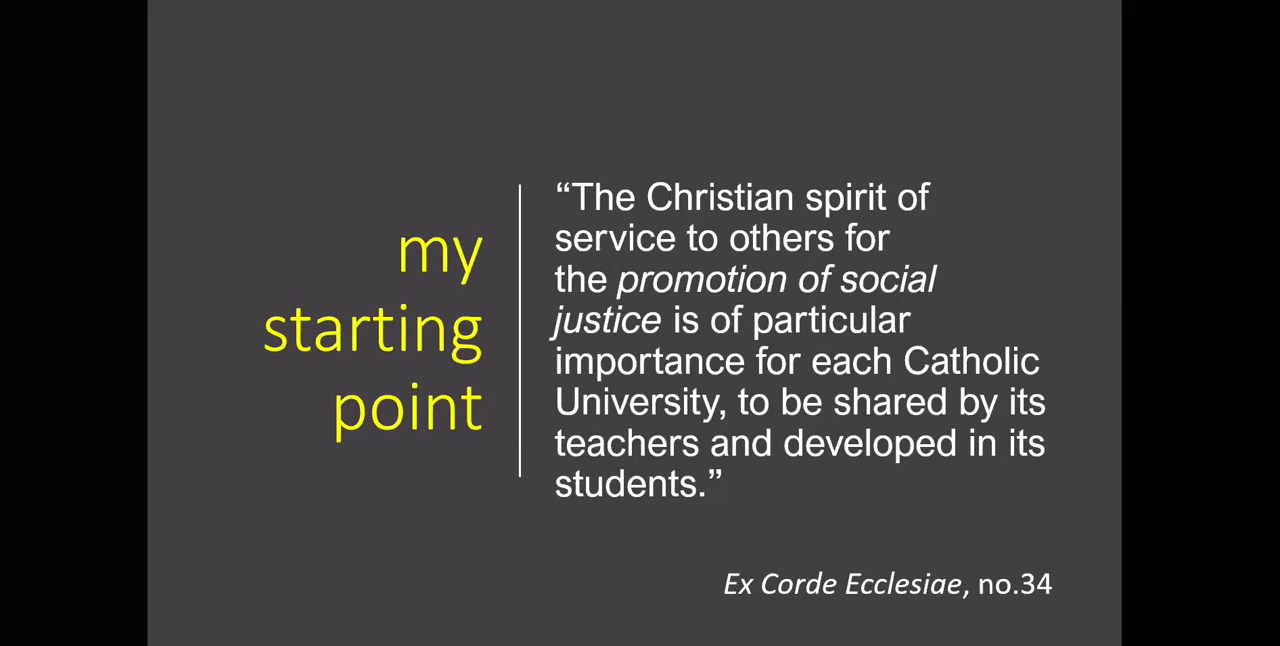 my
starting
point
“The Christian spirit of
service to others for
the promotion of social
justice is of particular
importance for each Catholic
University, to be shared by its
teachers and developed in its
students.”
Ex Corde Ecclesiae, no.34